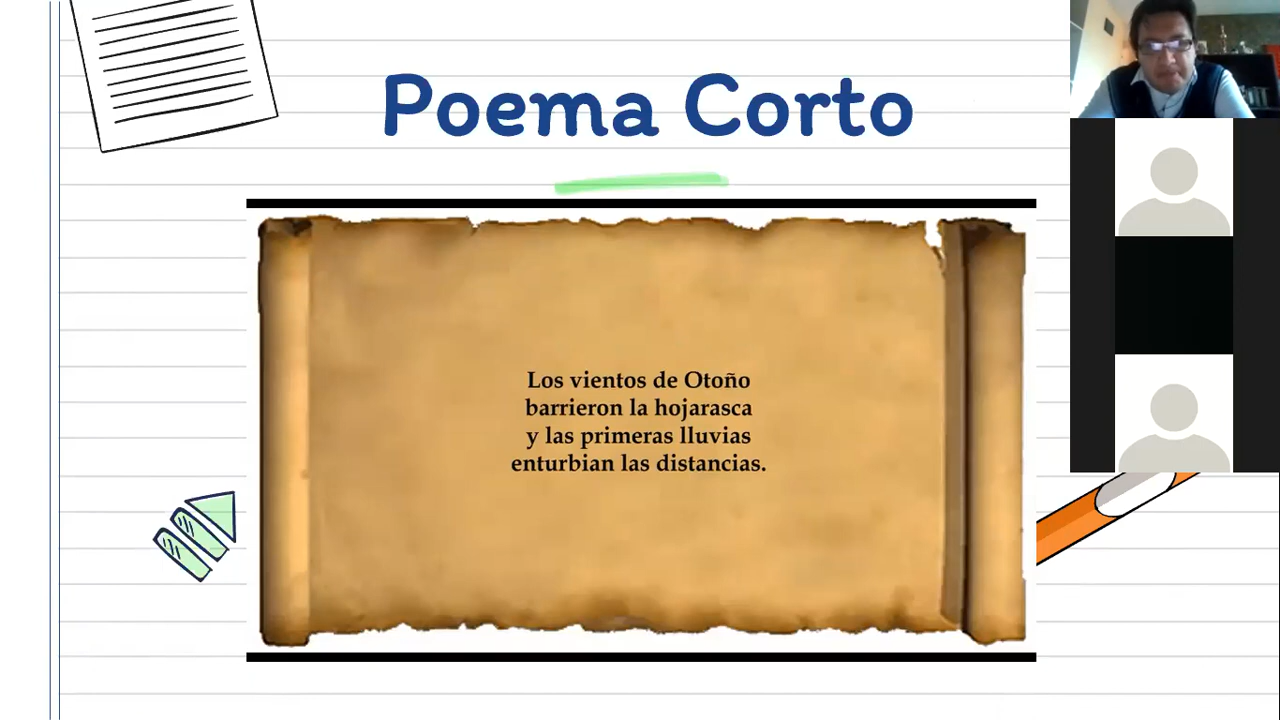 Poema Corto
Los vientos de Otoño
barrieron la hojarasca
y las primeras lluvias
enturbian las distancias.